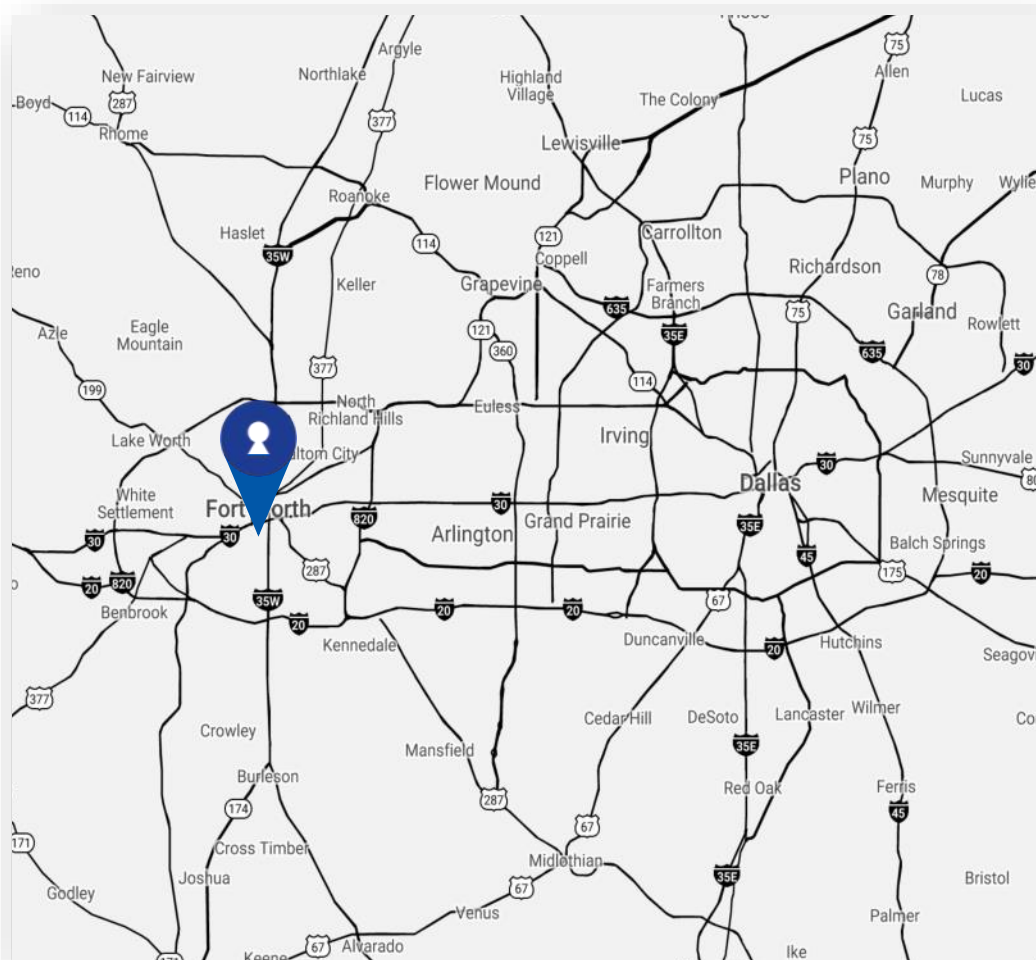 Argyle
75
New Fairview
Northlake
Highland
Village
Allen
Boyd
287
114
The Colony
Lucas
377
Rhome
Lewisville
75
Plano
Flower Mound
Murphy
Roanoke
Haslet
121
Carrollton
114
35W
Coppell
Richardson
78
Keller
Grapevine
Farmers
Branch
635
75
Garland
Rowlett
Azle
Eagle
Mountain
121
35E
360
635
30
377
114
199
North
Richland Hills
Euless
Lake Worth
Irving
30
Sunnyvale
White
Settlement
Dallas
Mesquite
30
Fort
820
Arlington
Grand Prairie
35E
30
30
Balch Springs
45
287
175
20
820
20
35W
20
20
67
Benbrook
20
Kennedale
Duncanville
20
Hutchins
377
Crowley
Mansfield
Cedar Hill
DeSoto
Lancaster
Wilmer
35E
Burleson
Red Oak
Ferris
174
287
45
67
171
Cross Timber
Midlothian
35E
Joshua
Godley
67
Bristol
Venus
Palmer
67
Alvarado
Ike